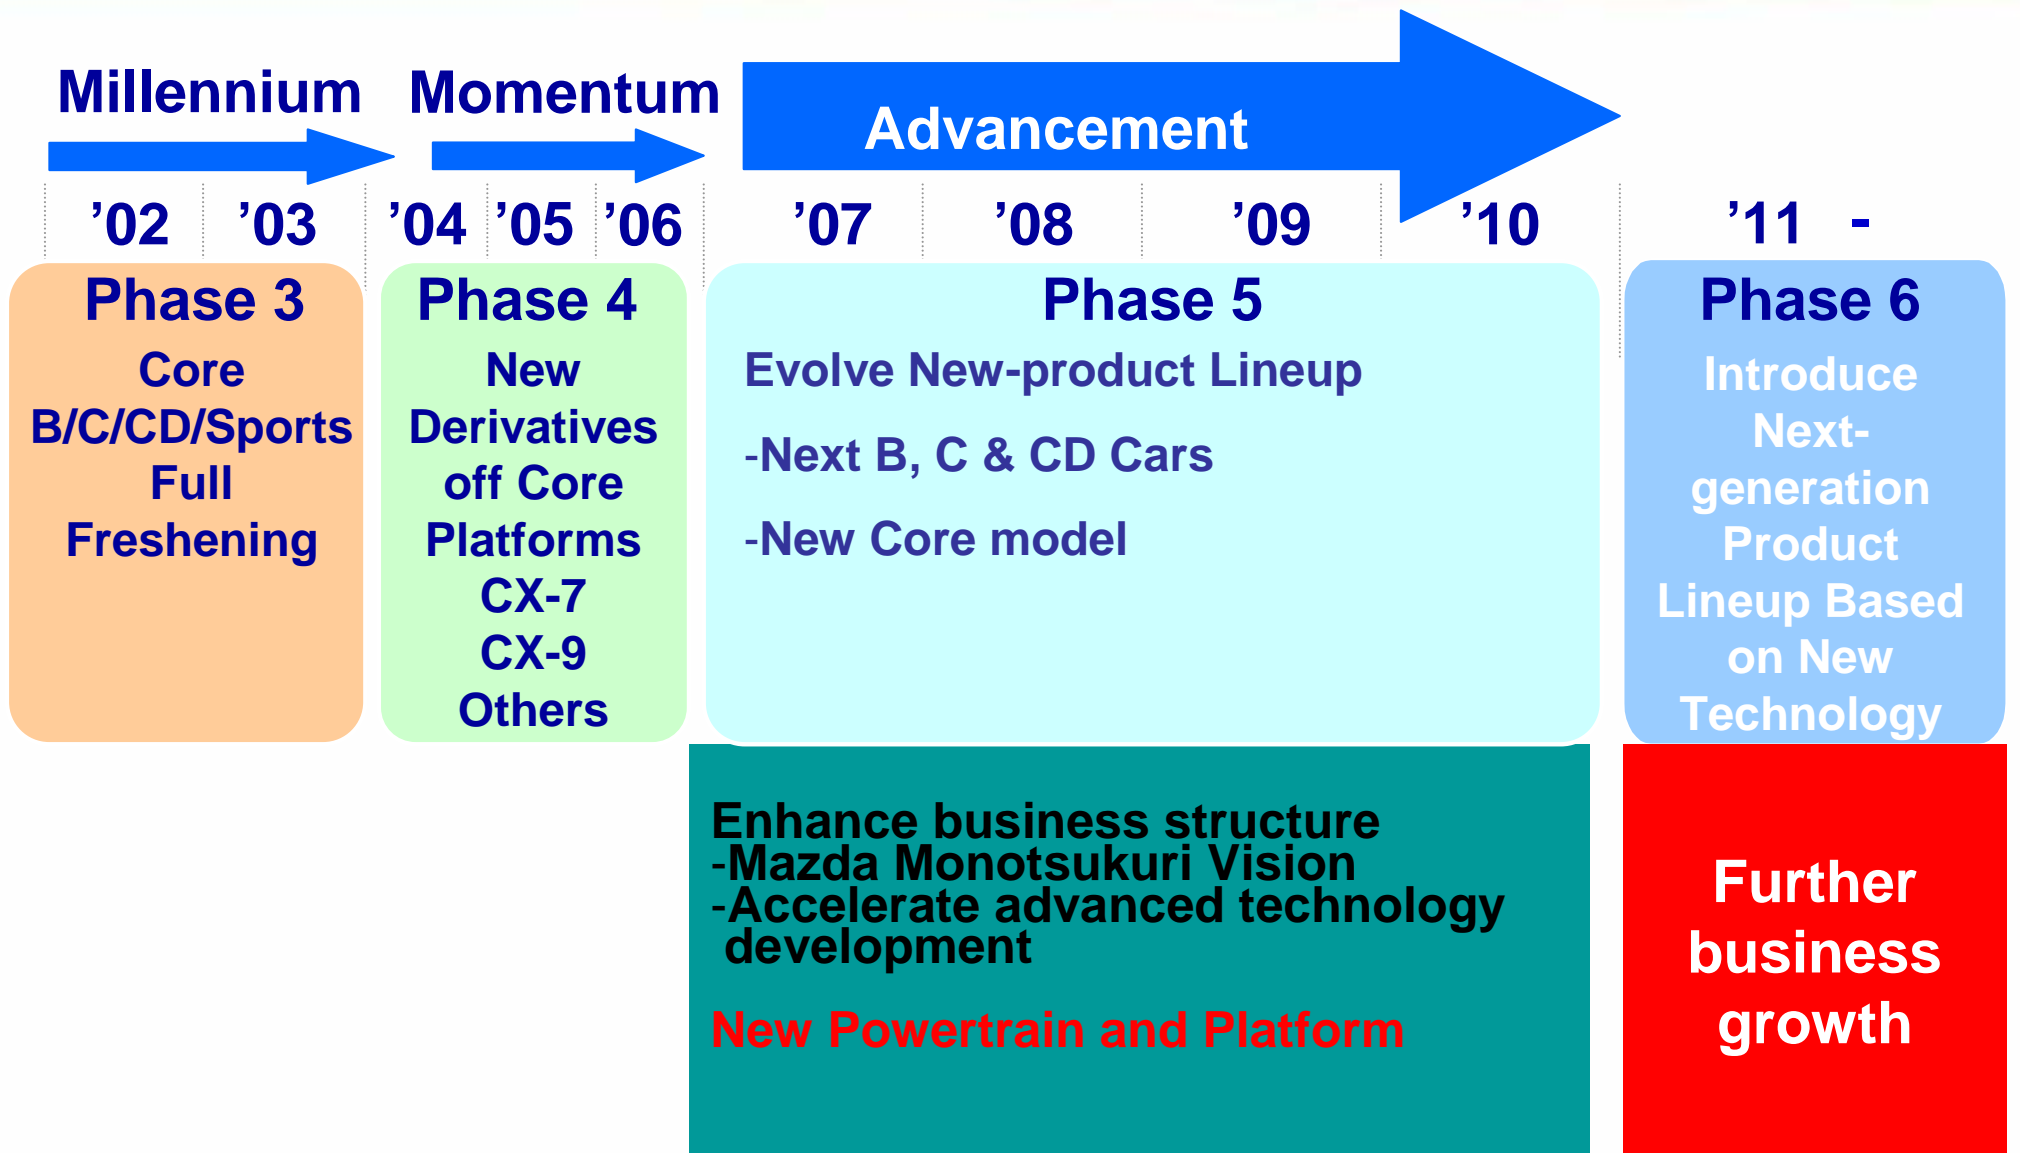 Millennium
Momentum
Advancement
’02
’03
’04
’05
’06
’07
’08
’09
’10
’11 -
Phase 3
Core
B/C/CD/Sports
Full
Freshening
Phase 4
New
Derivatives
off Core
Platforms
CX-7
CX-9
Others
Phase 5
Evolve New-product Lineup
-Next B, C & CD Cars
-New Core model
Phase 6
Introduce
Next-
generation
Product
Lineup Based
on New
Technology
Enhance business structure
-Mazda Monotsukuri Vision
-Accelerate advanced technology
development
New Powertrain and Platform
Further
business
growth